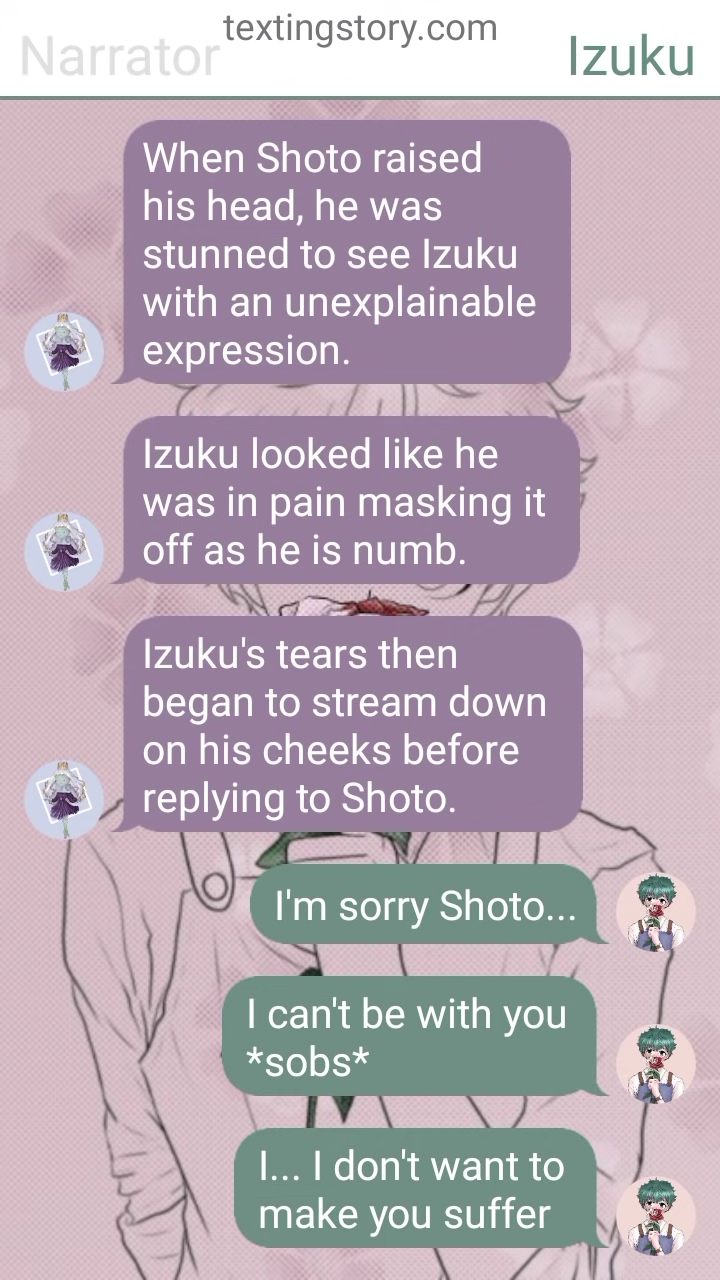 textingstory.com
Narrator
Izuku
When Shoto raised
his head, he was
stunned to see Izuku
with an unexplainable
expression.
Izuku looked like he
was in pain masking it
off as he is numb.
Izuku's tears then
began to stream down
on his cheeks before
replying to Shoto.
I'm sorry Shoto...
I can't be with you
*sobs*
I... I don't want to
make you suffer